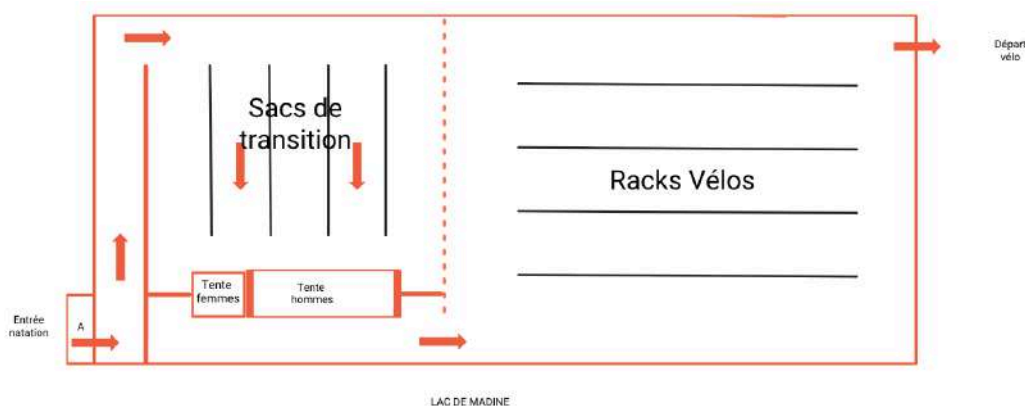 Départ
vélo
Sacs de
transition
Racks Vélos
Tente
femmes
Tente
hommes
Entrée
natation
A
LAC DE MADINE